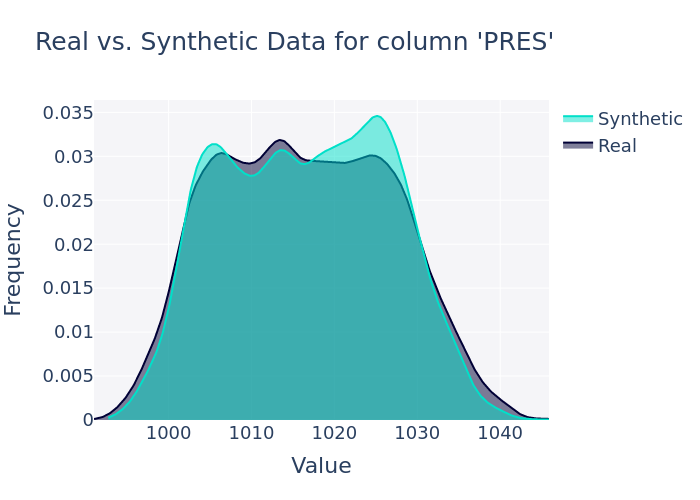 Real vs. Synthetic Data for column 'PRES'
Synthetic
Real
0.035
0.03
0.025
0.02
0.015
0.01
0.005
0
1000
1010
1020
1030
1040
Frequency
Value